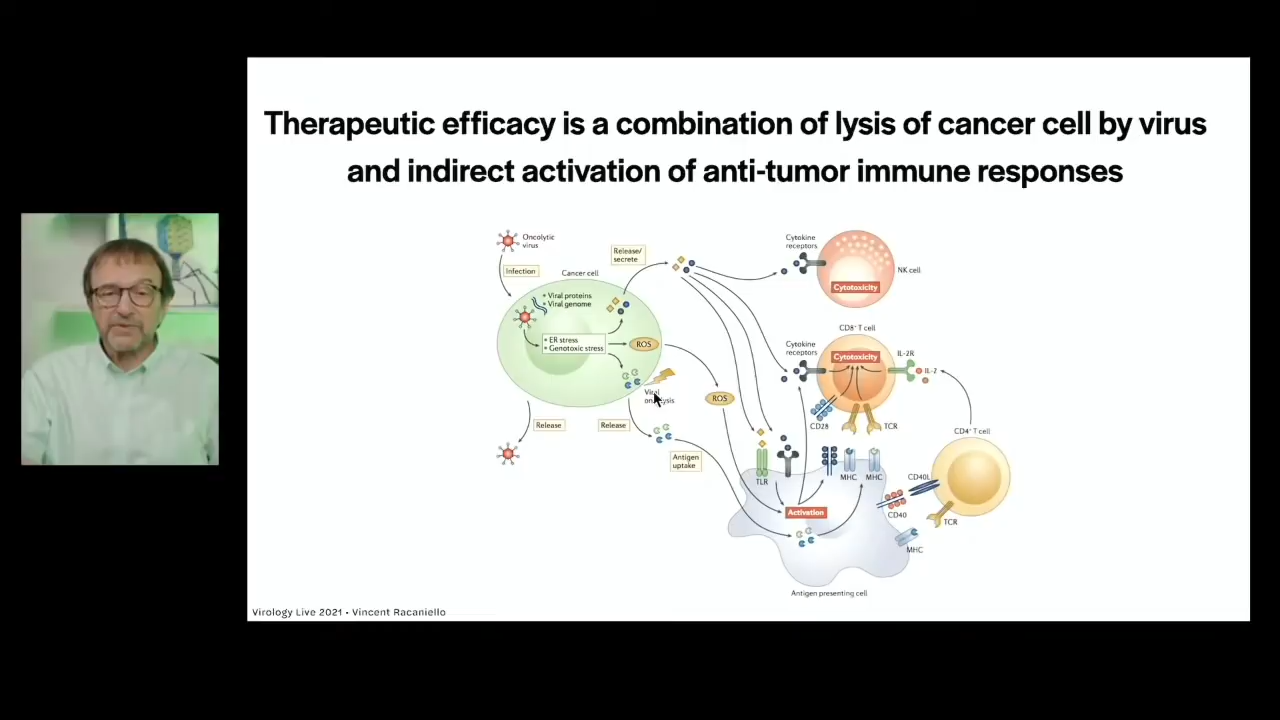 Therapeutic efficacy is a combination of lysis of cancer cell by virus
and indirect activation of anti-tumor immune responses
Oncolytic
virus
Infection
Cancer cell
Release/
secrete
• Viral proteins
• Viral genome
• ER stress
• Genotoxic stress
ROS
Viral
Release
Release
Antigen
uptake
ROS
Cytokine
receptors
NK cell
Cytotoxicity
CD8⁺ T cell
Cytokine
receptors
Cytotoxicity
IL-2R
IL-2
CD28
TCR
CD4⁺ T cell
TLR
MHC
MHC
CD40L
CD40
TCR
MHC
Activation
Antigen presenting cell
Virology Live 2021 • Vincent Racaniello